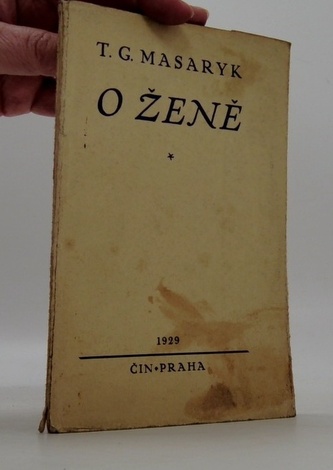 T. G. MASARYK
O ŽENĚ
*
1929
ČIN*PRAHA